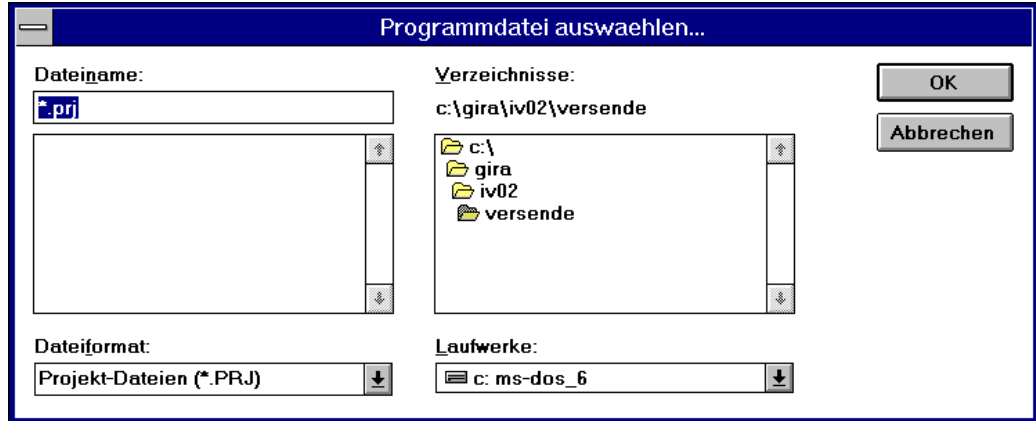 Programmdatei auswaehlen...
Dateiname:
*.prj
Verzeichnisse:
c:\gira\iv02\versende
c:\
gira
iv02
versende
OK
Abbrechen
Dateiformat:
Projekt-Dateien (*.PRJ)
Laufwerke:
c: ms-dos_6